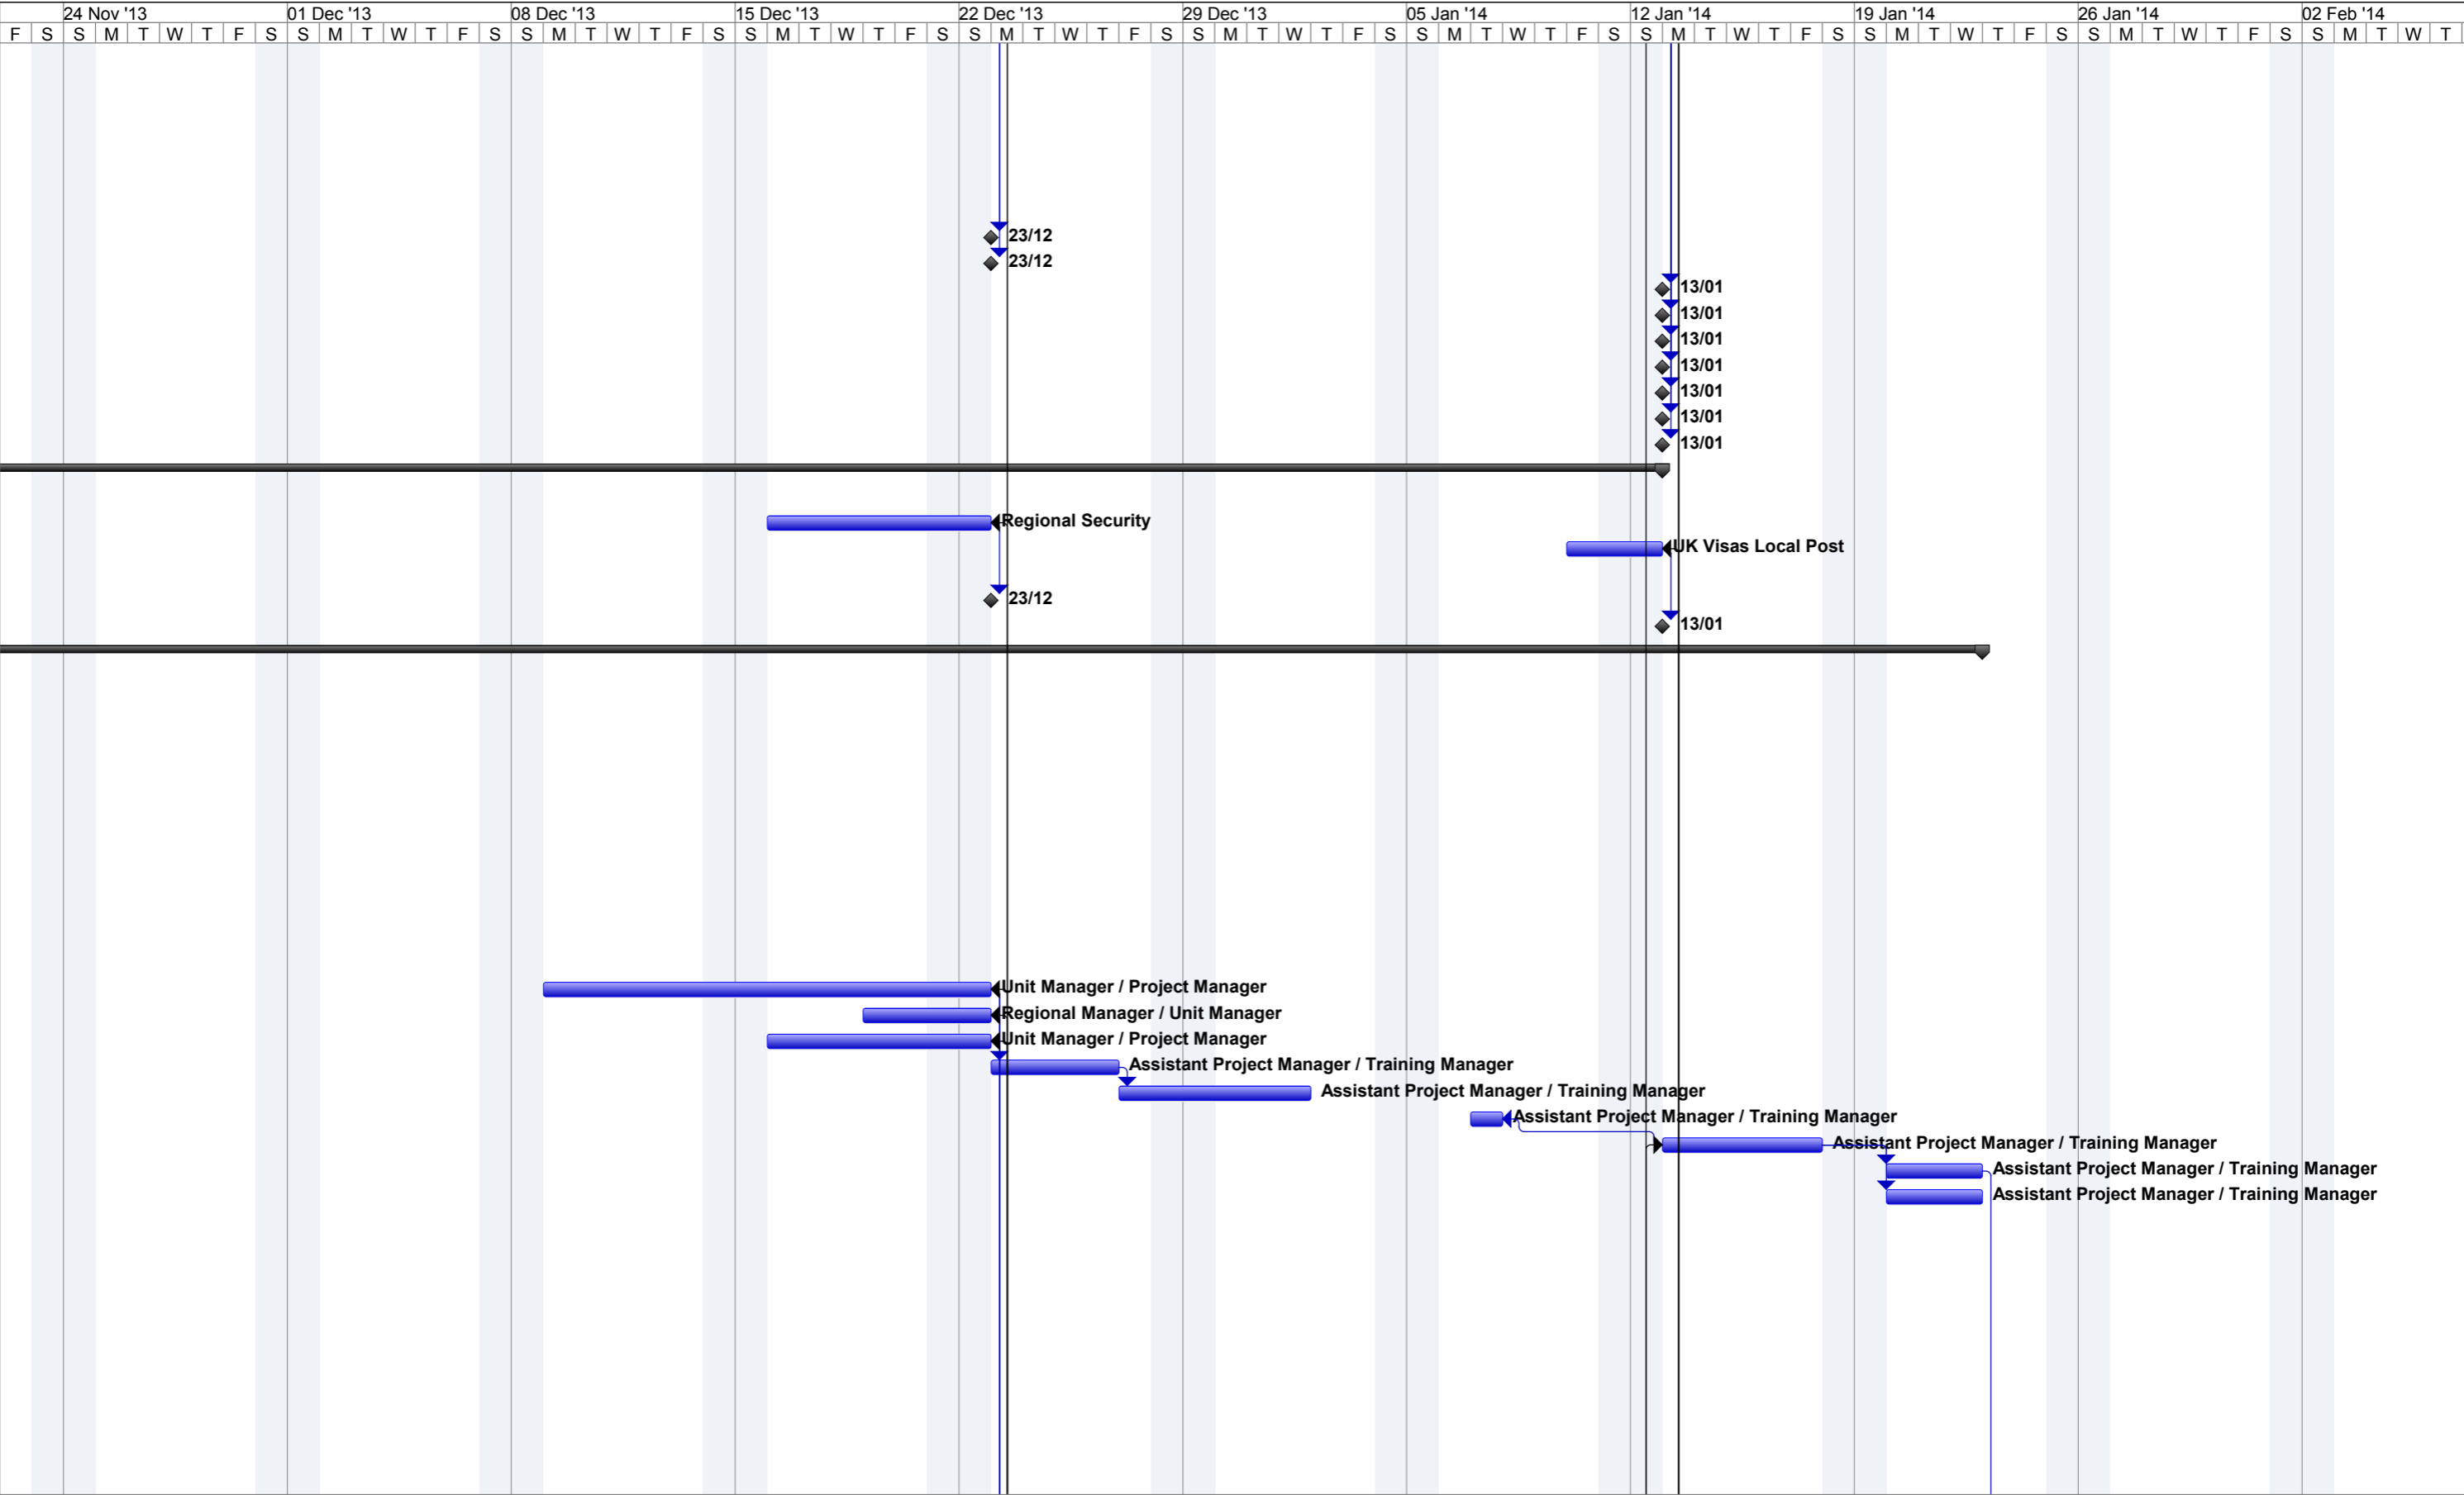 24 Nov '13 01 Dec '13 08 Dec '13 15 Dec '13 22 Dec '13 29 Dec '13 05 Jan '14 12 Jan '14 19 Jan '14 26 Jan '14 02 Feb '14
F S S M T W T F S S M T W T F S S M T W T F S S M T W T F S S M T W T F S S M T W T F S S M T W T F S S M T W T F S S M T W T F S S M T W T F S S M T W T
23/12
23/12
13/01
13/01
13/01
13/01
13/01
13/01
13/01
Regional Security
UK Visas Local Post
23/12
13/01
Unit Manager / Project Manager
Regional Manager / Unit Manager
Unit Manager / Project Manager
Assistant Project Manager / Training Manager
Assistant Project Manager / Training Manager
Assistant Project Manager / Training Manager
Assistant Project Manager / Training Manager
Assistant Project Manager / Training Manager
Assistant Project Manager / Training Manager